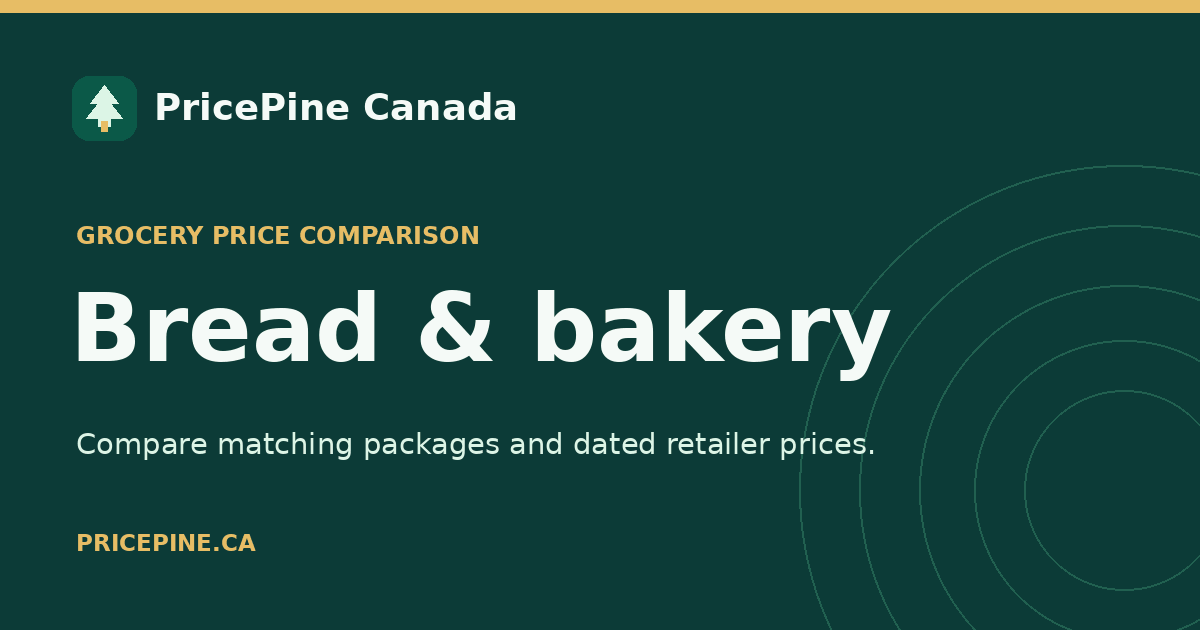 PricePine Canada
GROCERY PRICE COMPARISON
Bread & bakery
Compare matching packages and dated retailer prices.
PRICEPINE.CA